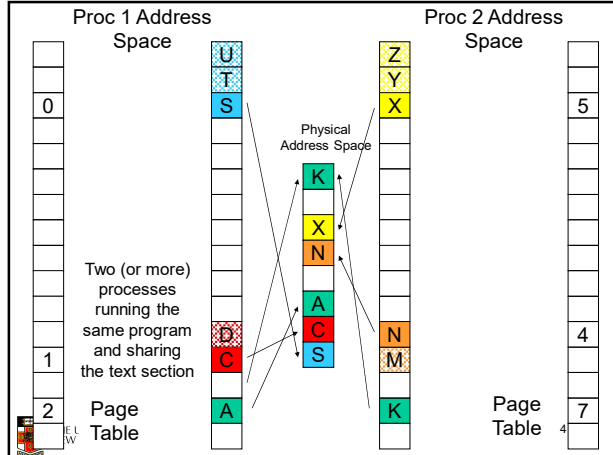 Proc 1 Address
Space
Proc 2 Address
Space
U
T
S
0
Z
Y
X
5
Physical
Address Space
K
X
N
A
C
S
Two (or more)
processes
running the
same program
and sharing
the text section
D
C
1
A
2
Page
Table
N
4
M
K
7
Page
Table
4